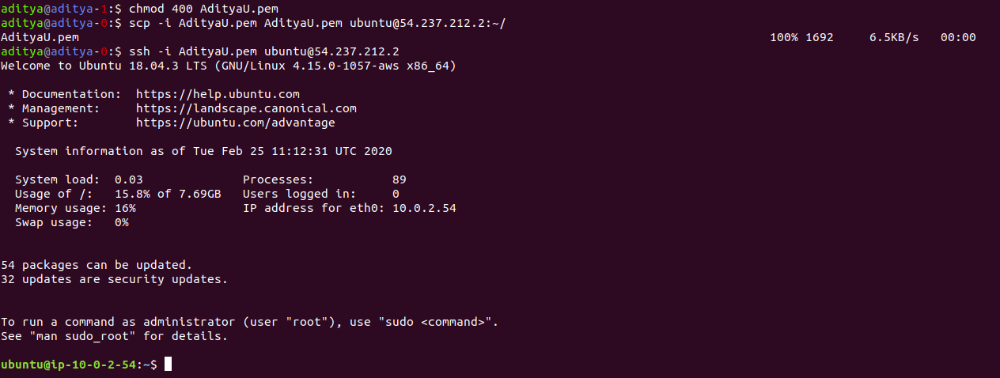 aditya@aditya-1:$ chmod 400 AdityaU.pem
aditya@aditya-0:$ scp -i AdityaU.pem AdityaU.pem ubuntu@54.237.212.2:~/
AdityaU.pem 100% 1692 6.5KB/s 00:00
aditya@aditya-0:$ ssh -i AdityaU.pem ubuntu@54.237.212.2
Welcome to Ubuntu 18.04.3 LTS (GNU/Linux 4.15.0-1057-aws x86_64)
* Documentation: https://help.ubuntu.com
* Management: https://landscape.canonical.com
* Support: https://ubuntu.com/advantage
System information as of Tue Feb 25 11:12:31 UTC 2020
System load: 0.03 Processes: 89
Usage of /: 15.8% of 7.69GB Users logged in: 0
Memory usage: 16% IP address for eth0: 10.0.2.54
Swap usage: 0%
54 packages can be updated.
32 updates are security updates.
To run a command as administrator (user "root"), use "sudo <command>".
See "man sudo_root" for details.
ubuntu@ip-10-0-2-54:~$